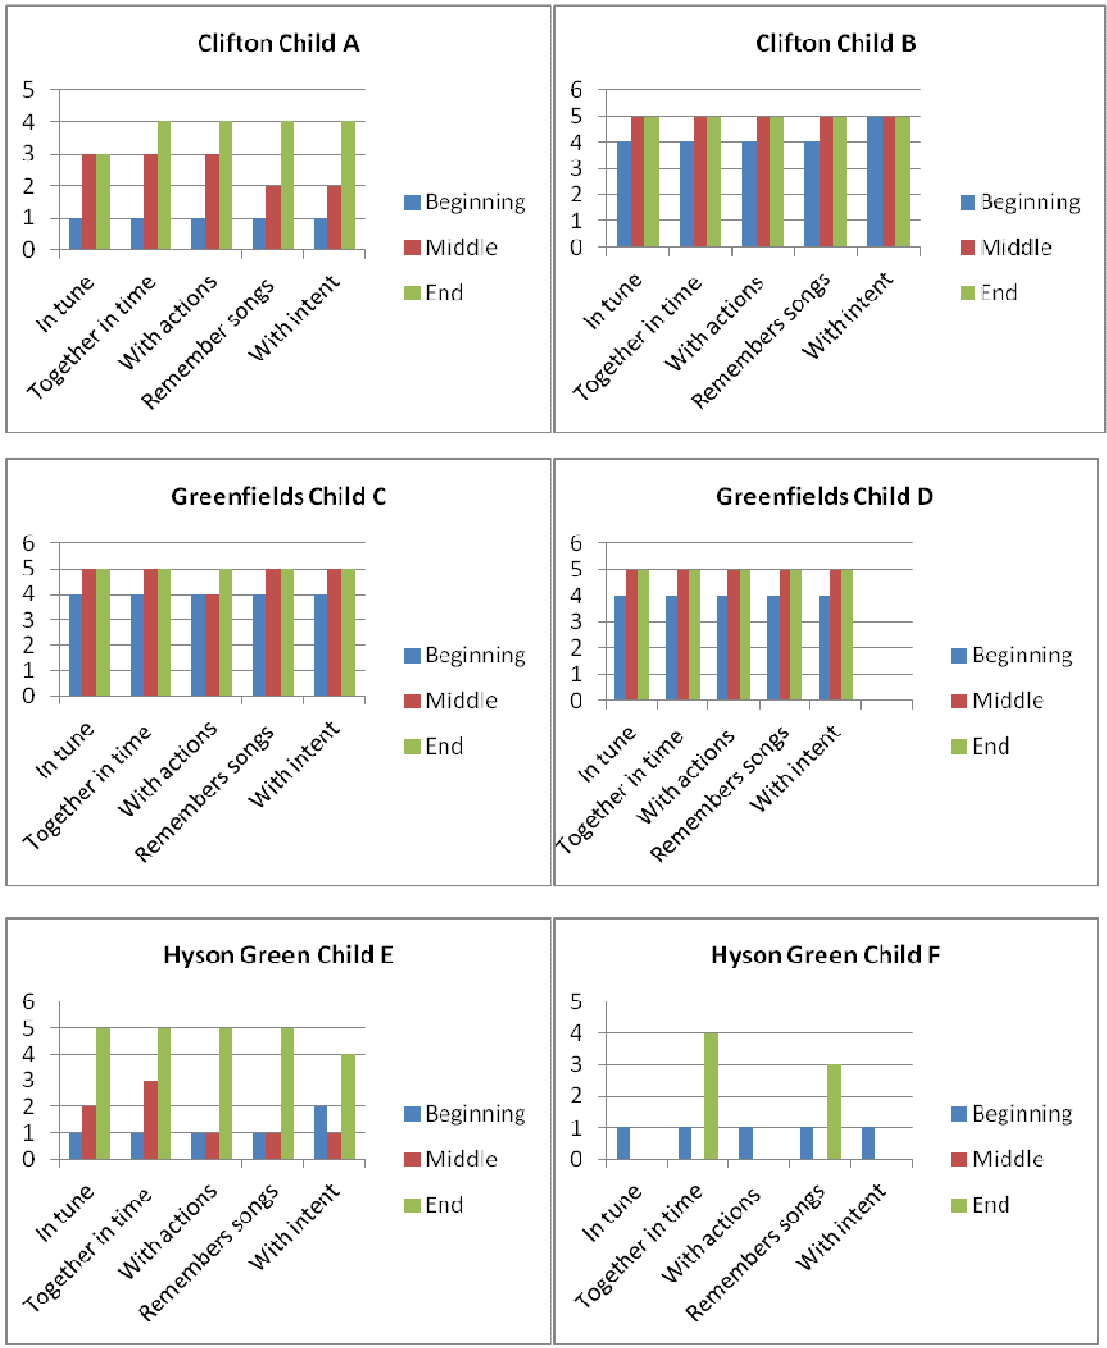 Clifton Child A
5
4
3
2
1
0
In tune
Together in time
With actions
Remember songs
With intent
Beginning
Middle
End
Clifton Child B
6
5
4
3
2
1
0
In tune
Together in time
With actions
Remembers songs
With intent
Beginning
Middle
End
Greenfields Child C
6
5
4
3
2
1
0
In tune
Together in time
With actions
Remembers songs
With intent
Beginning
Middle
End
Greenfields Child D
6
5
4
3
2
1
0
In tune
Together in time
With actions
Remembers songs
With intent
Beginning
Middle
End
Hyson Green Child E
6
5
4
3
2
1
0
In tune
Together in time
With actions
Remembers songs
With intent
Beginning
Middle
End
Hyson Green Child F
5
4
3
2
1
0
In tune
Together in time
With actions
Remembers songs
With intent
Beginning
Middle
End